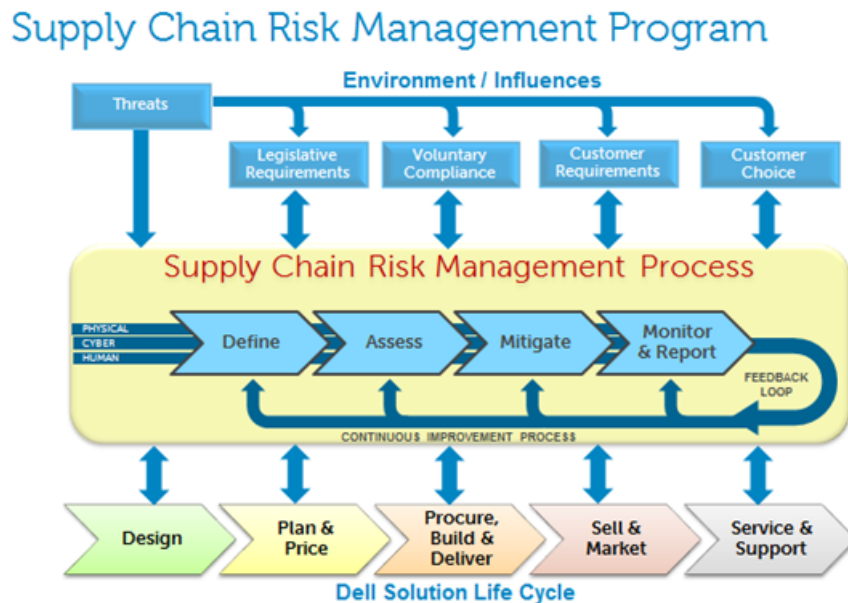 Supply Chain Risk Management Program
Environment / Influences
Threats
Legislative
Requirements
Voluntary
Compliance
Customer
Requirements
Customer
Choice
Supply Chain Risk Management Process
PHYSICAL
CYBER
HUMAN
Define
Assess
Mitigate
Monitor
& Report
FEEDBACK
LOOP
CONTINUOUS IMPROVEMENT PROCESS
Design
Plan &
Price
Procure,
Build &
Deliver
Sell &
Market
Service &
Support
Dell Solution Life Cycle